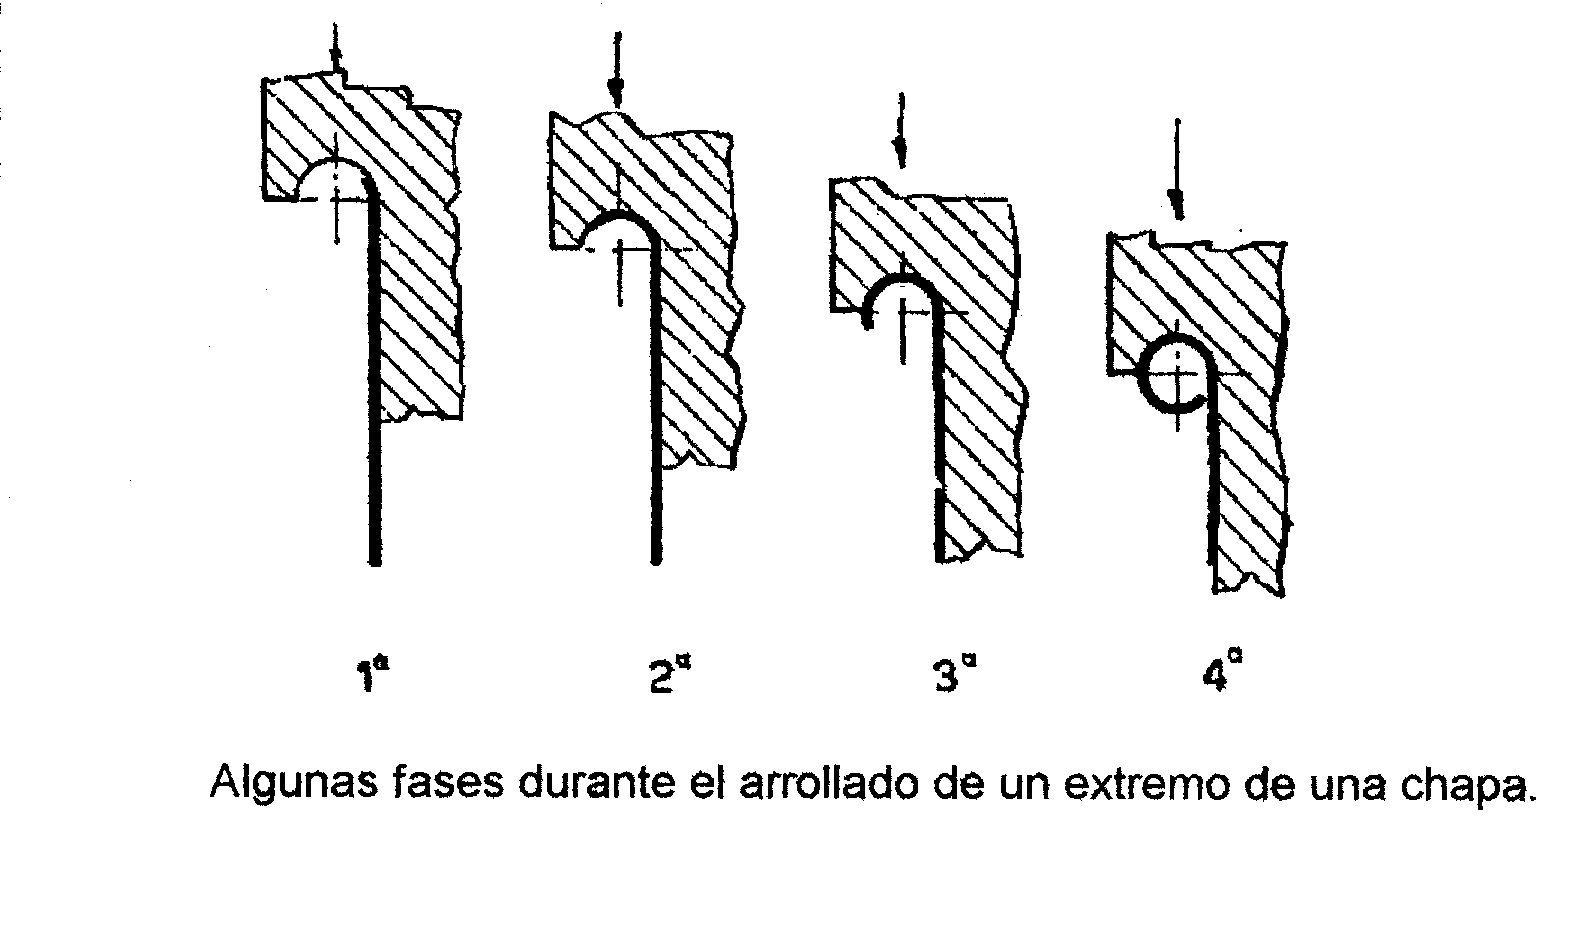 1ª 2ª 3ª 4ª
Algunas fases durante el arrollado de un extremo de una chapa.